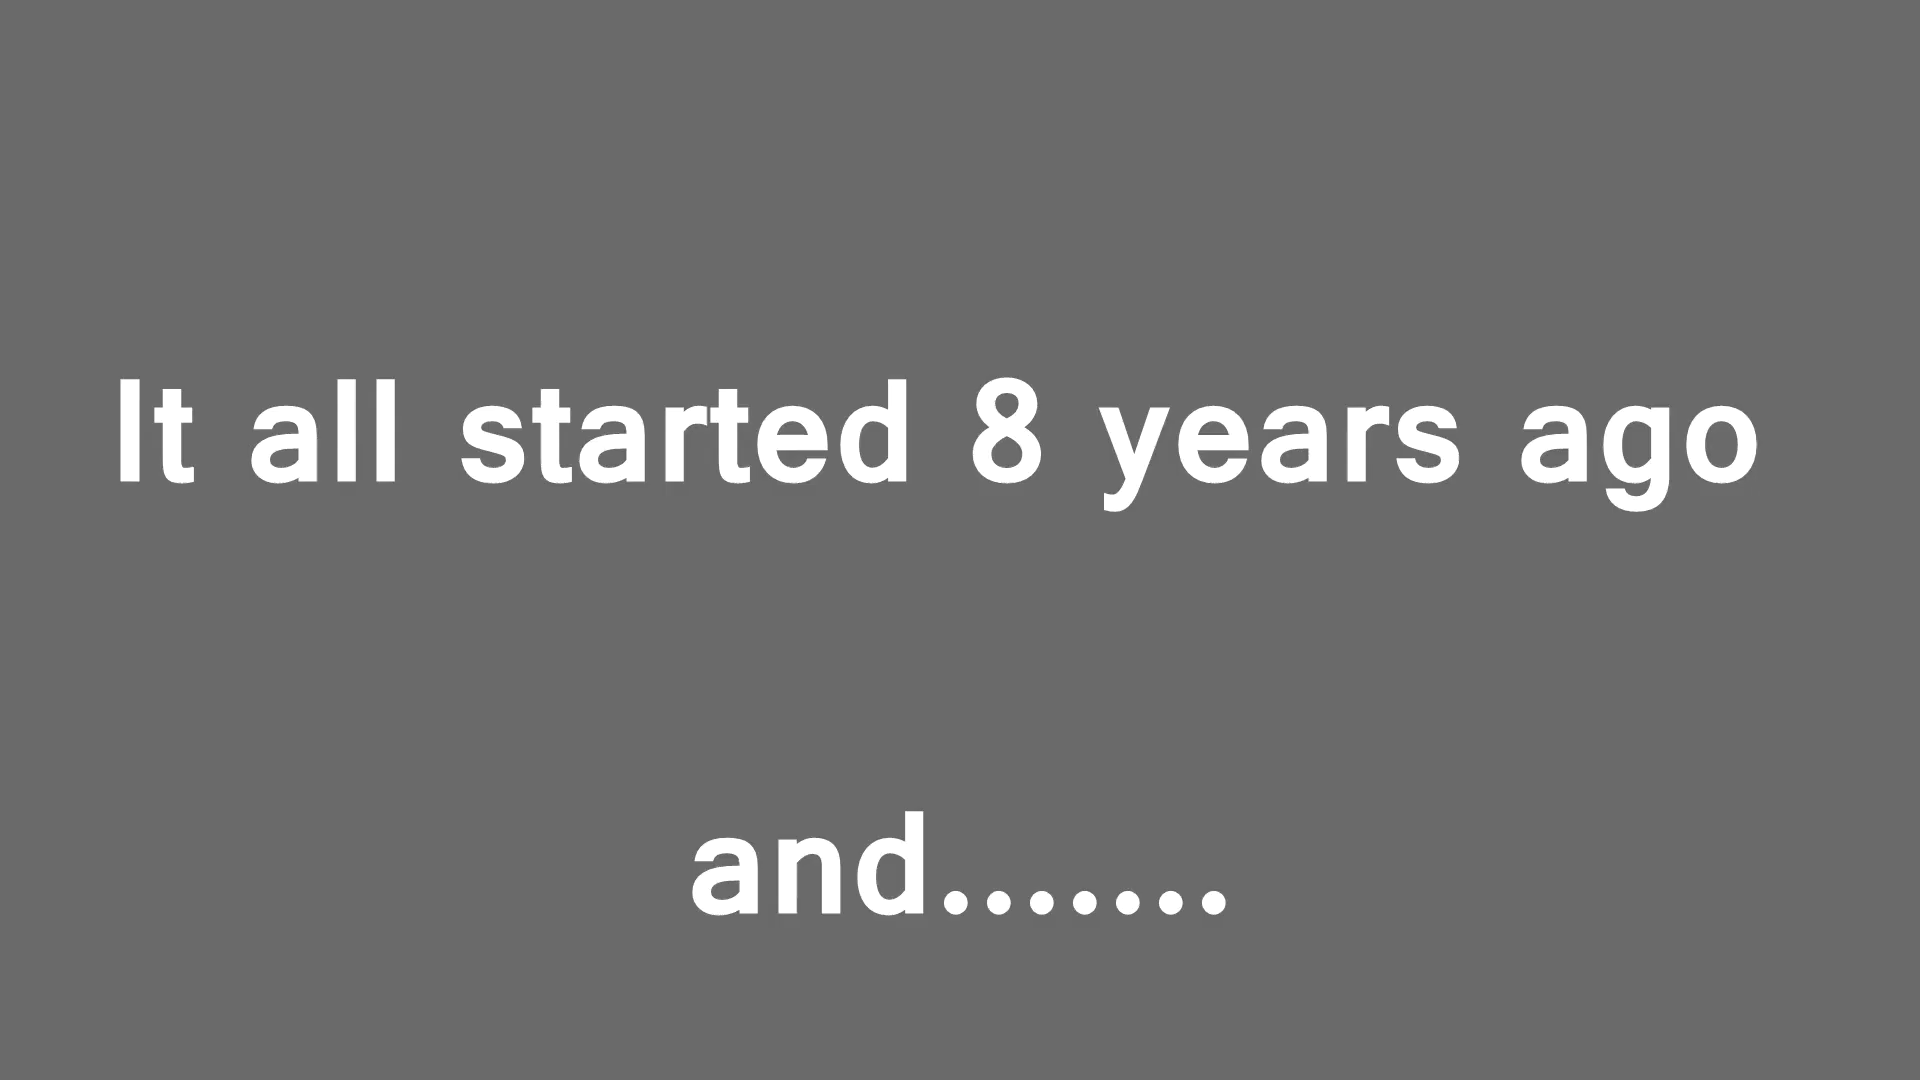 It all started 8 years ago
and.......